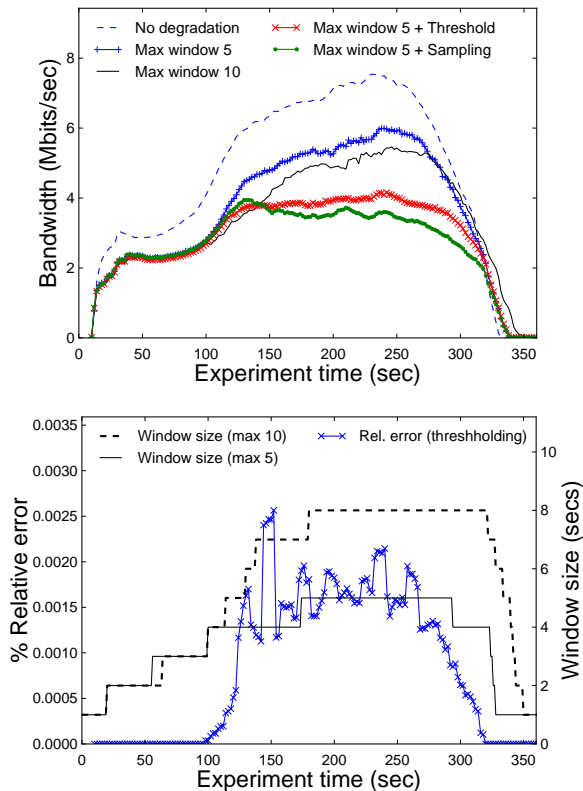 No degradation
Max window 5
Max window 10
Max window 5 + Threshold
Max window 5 + Sampling
Bandwidth (Mbits/sec)
8
6
4
2
0
0 50 100 150 200 250 300 350
Experiment time (sec)
Window size (max 10)
Window size (max 5)
Rel. error (threshholding)
% Relative error
0.0035
0.0030
0.0025
0.0020
0.0015
0.0010
0.0005
0.0000
10
8
6
4
2
0
Window size (secs)
0 50 100 150 200 250 300 350
Experiment time (sec)